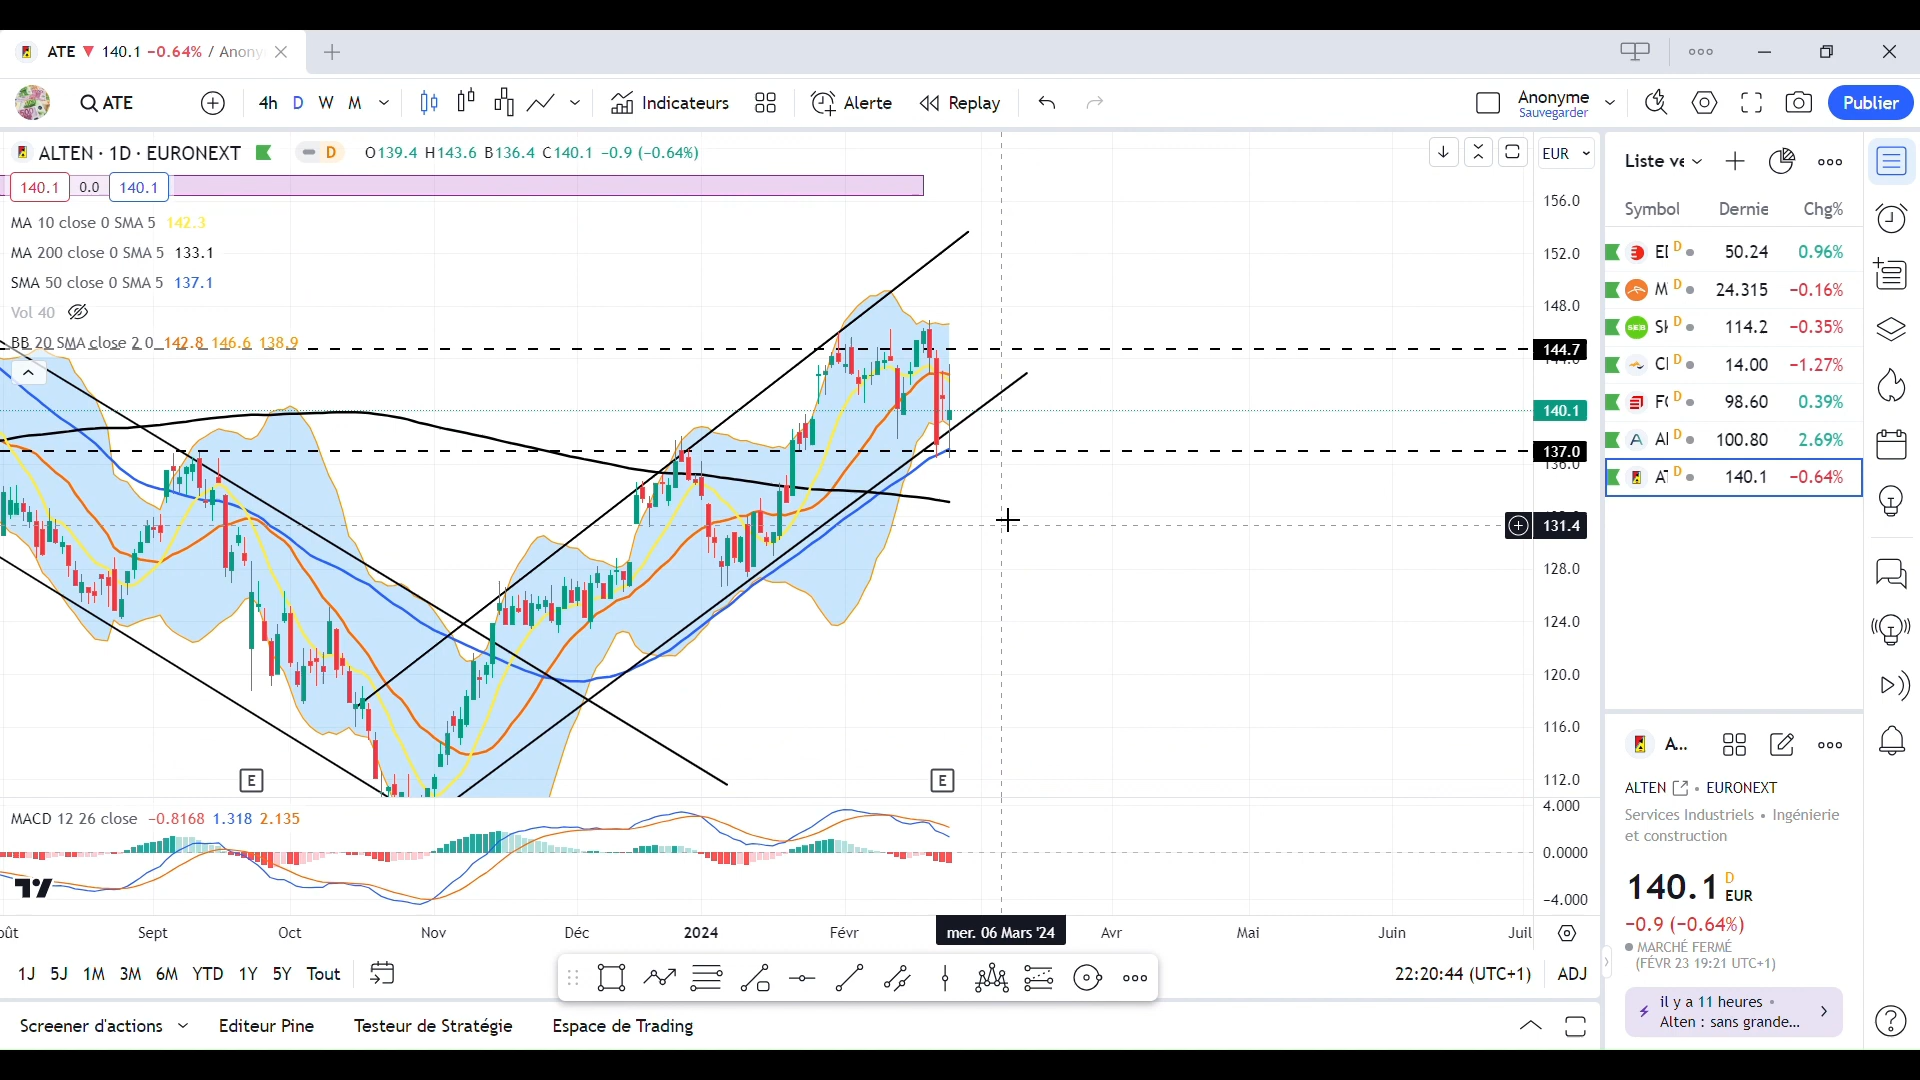 ATE ▼ 140.1 −0.64% / Anony
ATE
4h D W M
Indicateurs
Alerte
Replay
Anonyme
Sauvegarder
Publier
ALTEN · 1D · EURONEXT
D
O139.4 H143.6 B136.4 C140.1 −0.9 (−0.64%)
EUR
140.1 0.0 140.1
MA 10 close 0 SMA 5 142.3
MA 200 close 0 SMA 5 133.1
SMA 50 close 0 SMA 5 137.1
Vol 40
BB 20 SMA close 2 0 142.8 146.6 138.9
156.0
152.0
148.0
144.7
140.1
137.0
136.0
131.4
128.0
124.0
120.0
116.0
112.0
E
E
MACD 12 26 close −0.8168 1.318 2.135
4.000
0.0000
−4.000
Sept Oct Nov Déc 2024 Févr mer. 06 Mars '24 Avr Mai Juin Juil
1J 5J 1M 3M 6M YTD 1Y 5Y Tout
22:20:44 (UTC+1) ADJ
Screener d'actions Editeur Pine Testeur de Stratégie Espace de Trading
Liste ve
Symbol Dernie Chg%
D 50.24 0.96%
M D 24.315 −0.16%
SEB D 114.2 −0.35%
D 14.00 −1.27%
D 98.60 0.39%
D 100.80 2.69%
D 140.1 −0.64%
A...
ALTEN • EURONEXT
Services Industriels • Ingénierie
et construction
140.1 D EUR
−0.9 (−0.64%)
MARCHÉ FERMÉ
(FÉVR 23 19:21 UTC+1)
il y a 11 heures •
Alten : sans grande...